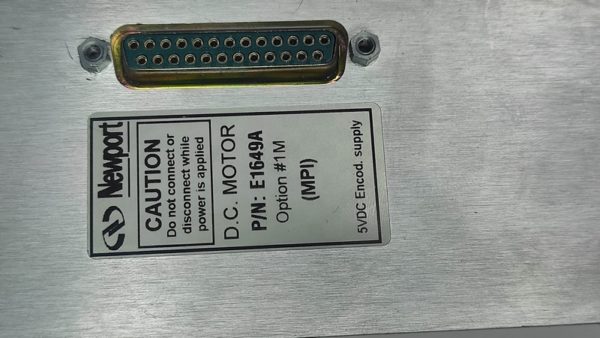 Newport
CAUTION
Do not connect or
disconnect while
power is applied
D.C. MOTOR
P/N: E1649A
Option #1M
(MPI)
5VDC Encod. supply